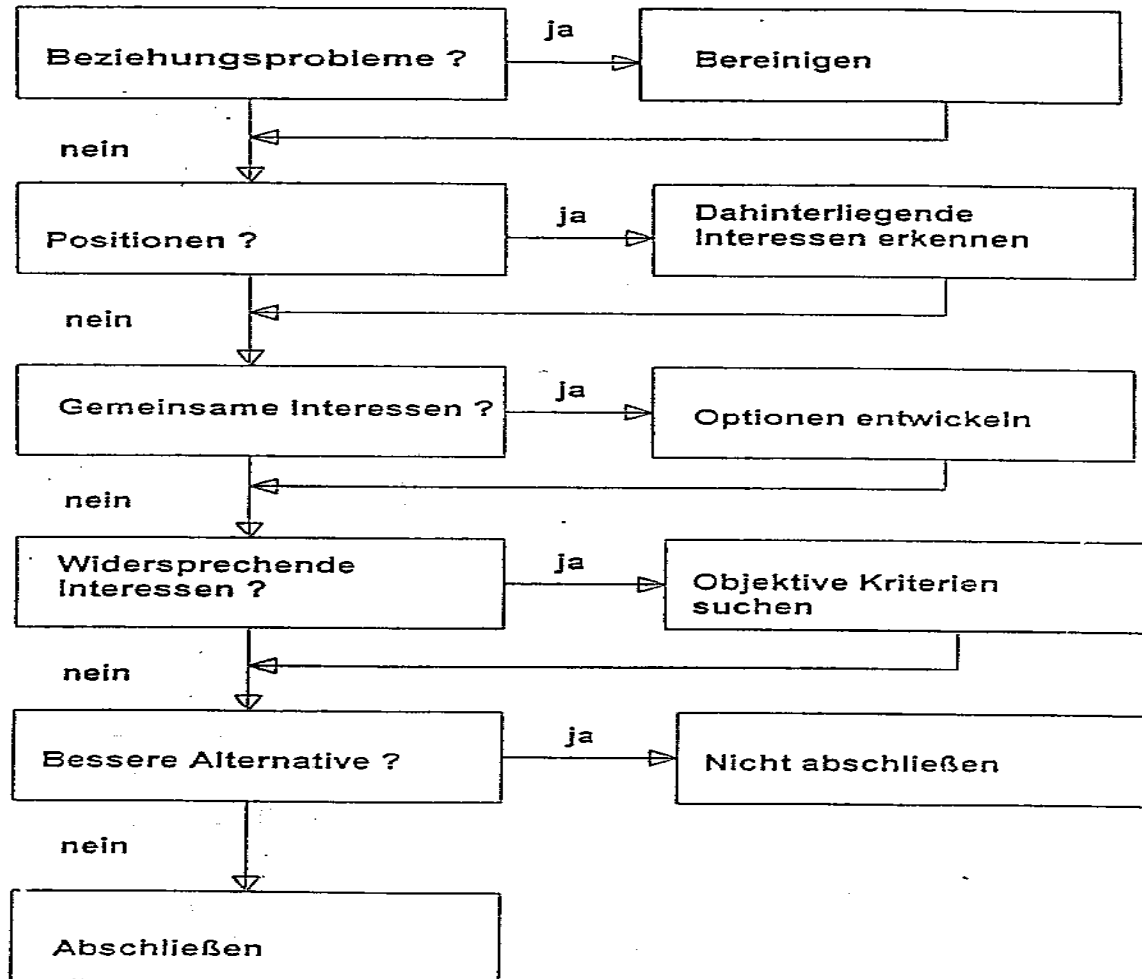 ja
Beziehungsprobleme ?
Bereinigen
nein
ja
Positionen ?
Dahinterliegende
Interessen erkennen
nein
ja
Gemeinsame Interessen ?
Optionen entwickeln
nein
ja
Widersprechende
Interessen ?
Objektive Kriterien
suchen
nein
ja
Bessere Alternative ?
Nicht abschließen
nein
Abschließen